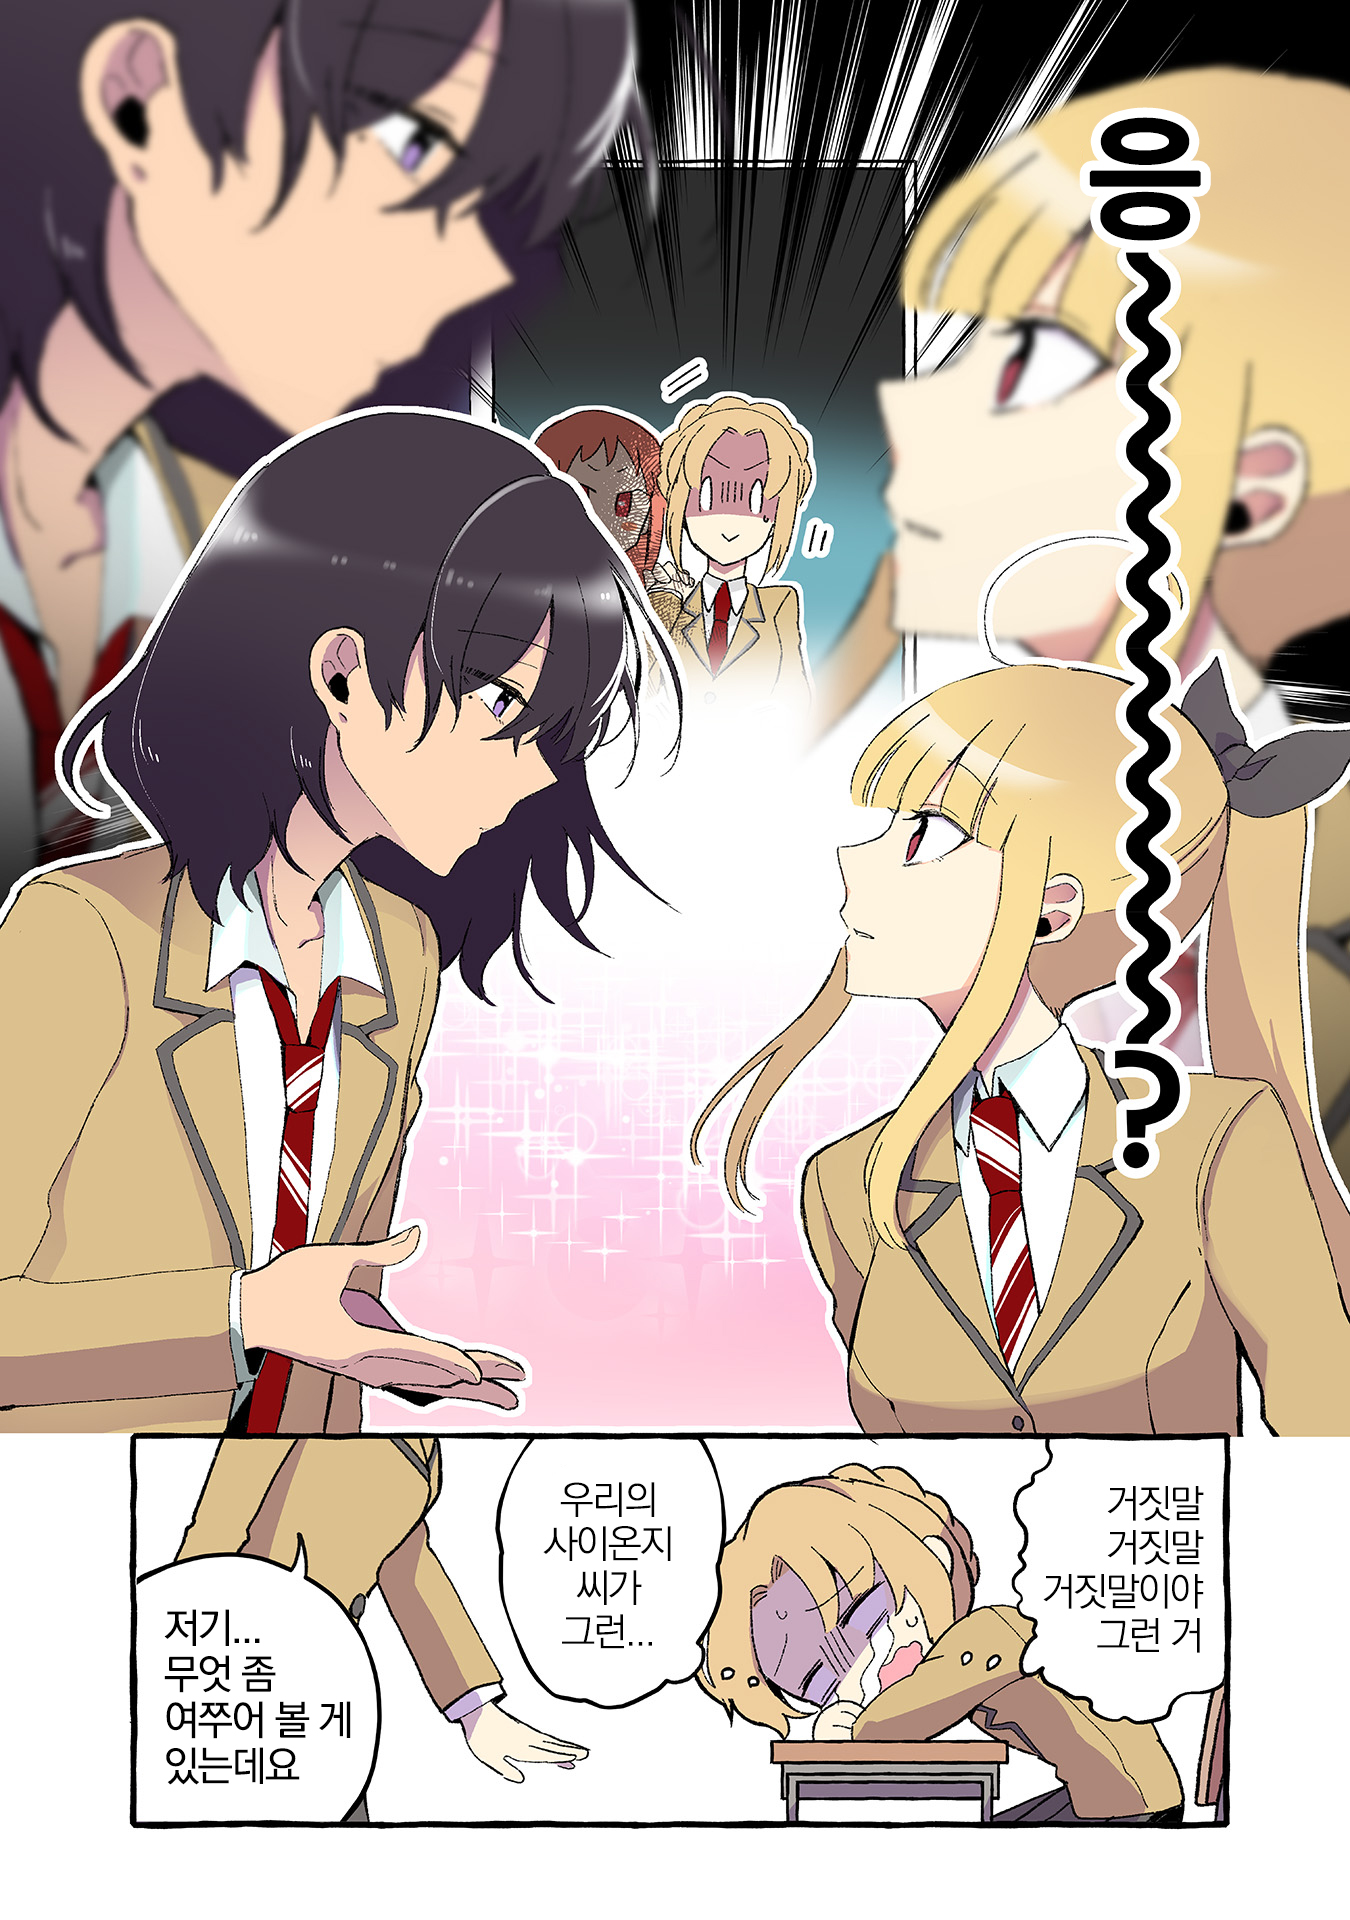 응~~~~~~~~~?
거짓말
거짓말
거짓말이야
그런 거
우리의
사이온지
씨가
그런...
저기...
무엇 좀
여쭈어 볼 게
있는데요